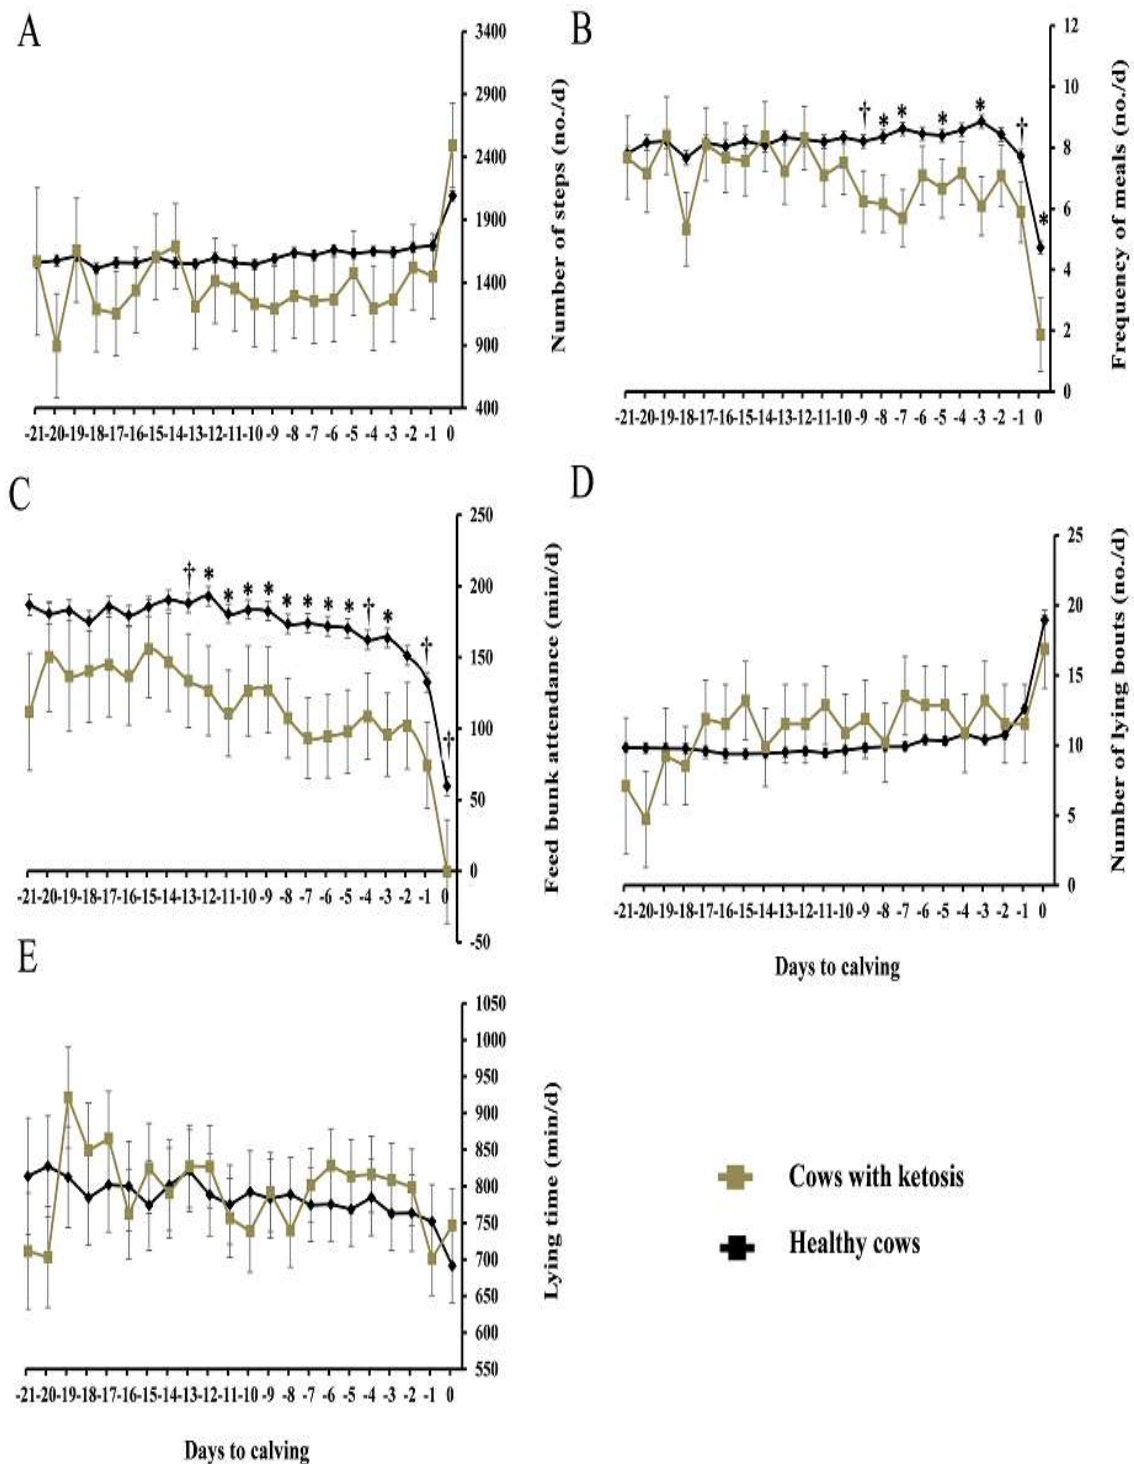 A
3400
2900
2400
1900
1400
900
400
Number of steps (no./d)
-21-20-19-18-17-16-15-14-13-12-11-10 -9 -8 -7 -6 -5 -4 -3 -2 -1 0
B
12
10
8
6
4
2
0
Frequency of meals (no./d)
† * * * * † *
-21-20-19-18-17-16-15-14-13-12-11-10 -9 -8 -7 -6 -5 -4 -3 -2 -1 0
C
250
200
150
100
50
0
-50
Feed bunk attendance (min/d)
† * * * * * * * * † * † †
-21-20-19-18-17-16-15-14-13-12-11-10 -9 -8 -7 -6 -5 -4 -3 -2 -1 0
D
25
20
15
10
5
0
Number of lying bouts (no./d)
-21-20-19-18-17-16-15-14-13-12-11-10 -9 -8 -7 -6 -5 -4 -3 -2 -1 0
Days to calving
E
1050
1000
950
900
850
800
750
700
650
600
550
Lying time (min/d)
-21-20-19-18-17-16-15-14-13-12-11-10 -9 -8 -7 -6 -5 -4 -3 -2 -1 0
Days to calving
Cows with ketosis
Healthy cows